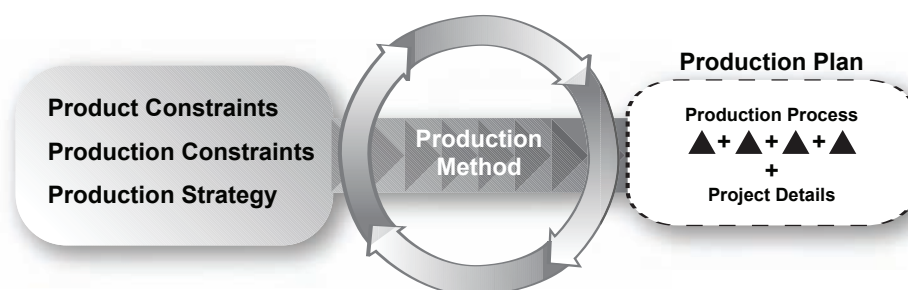 Product Constraints
Production Constraints
Production Strategy
Production
Method
Production Plan
Production Process
+ + +
+
Project Details